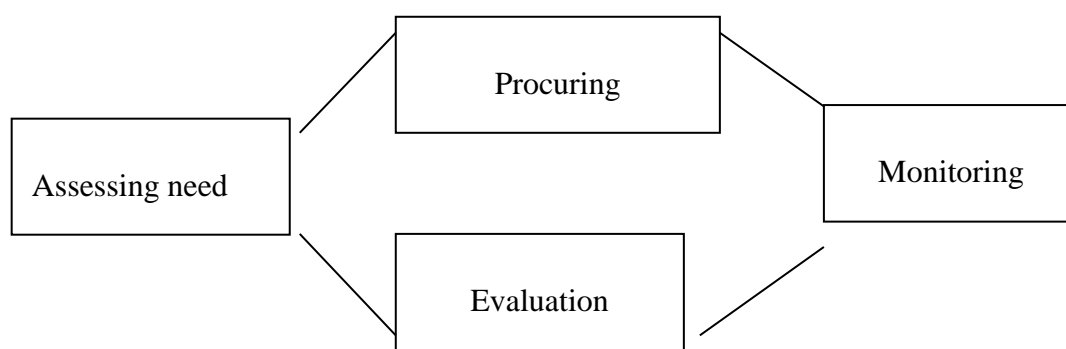 Procuring
Assessing need
Monitoring
Evaluation